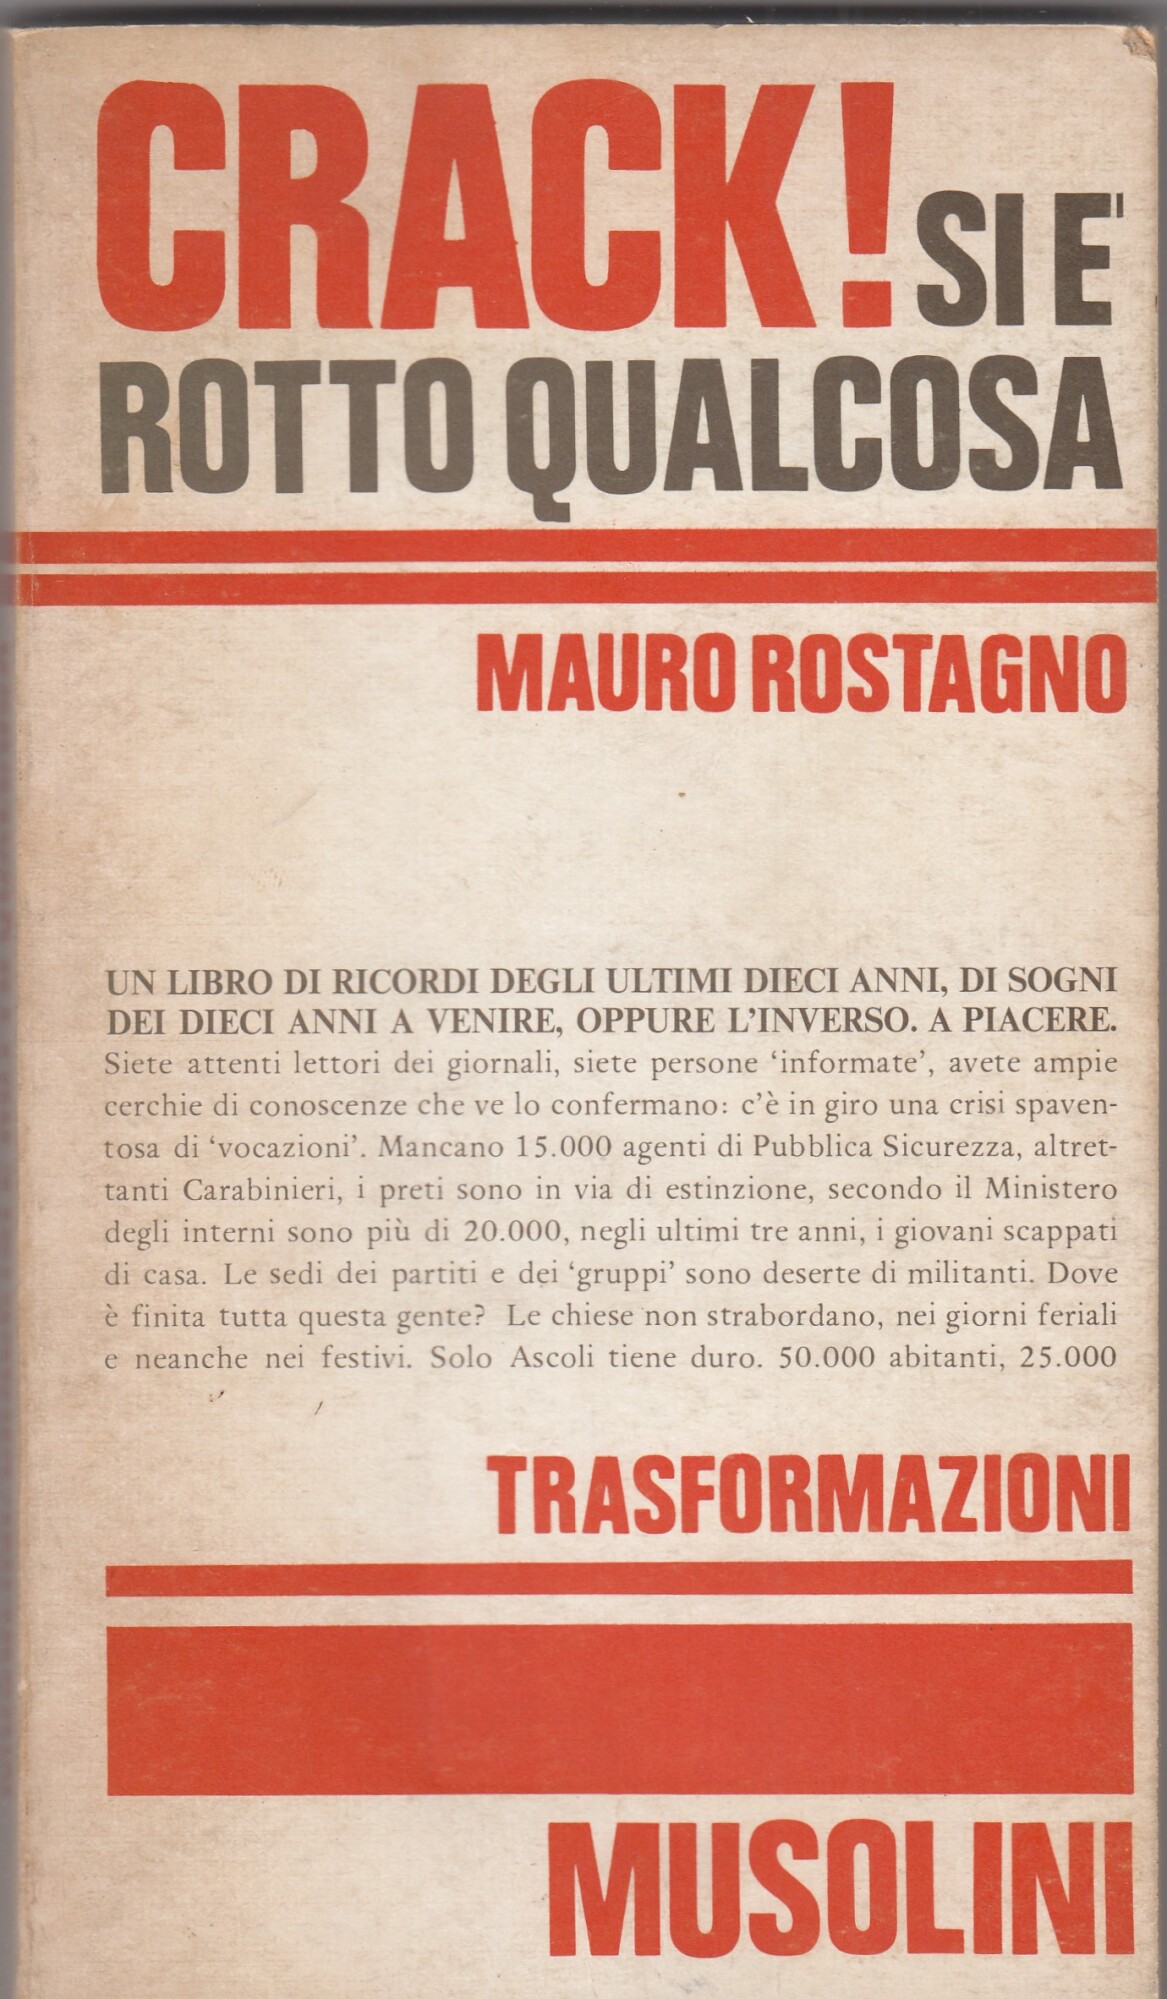 CRACK! SI E'
ROTTO QUALCOSA
MAURO ROSTAGNO
UN LIBRO DI RICORDI DEGLI ULTIMI DIECI ANNI, DI SOGNI
DEI DIECI ANNI A VENIRE, OPPURE L'INVERSO. A PIACERE.
Siete attenti lettori dei giornali, siete persone ‘informate’, avete ampie
cerchie di conoscenze che ve lo confermano: c'è in giro una crisi spaven-
tosa di ‘vocazioni’. Mancano 15.000 agenti di Pubblica Sicurezza, altret-
tanti Carabinieri, i preti sono in via di estinzione, secondo il Ministero
degli interni sono più di 20.000, negli ultimi tre anni, i giovani scappati
di casa. Le sedi dei partiti e dei ‘gruppi’ sono deserte di militanti. Dove
è finita tutta questa gente? Le chiese non strabordano, nei giorni feriali
e neanche nei festivi. Solo Ascoli tiene duro. 50.000 abitanti, 25.000
TRASFORMAZIONI
MUSOLINI